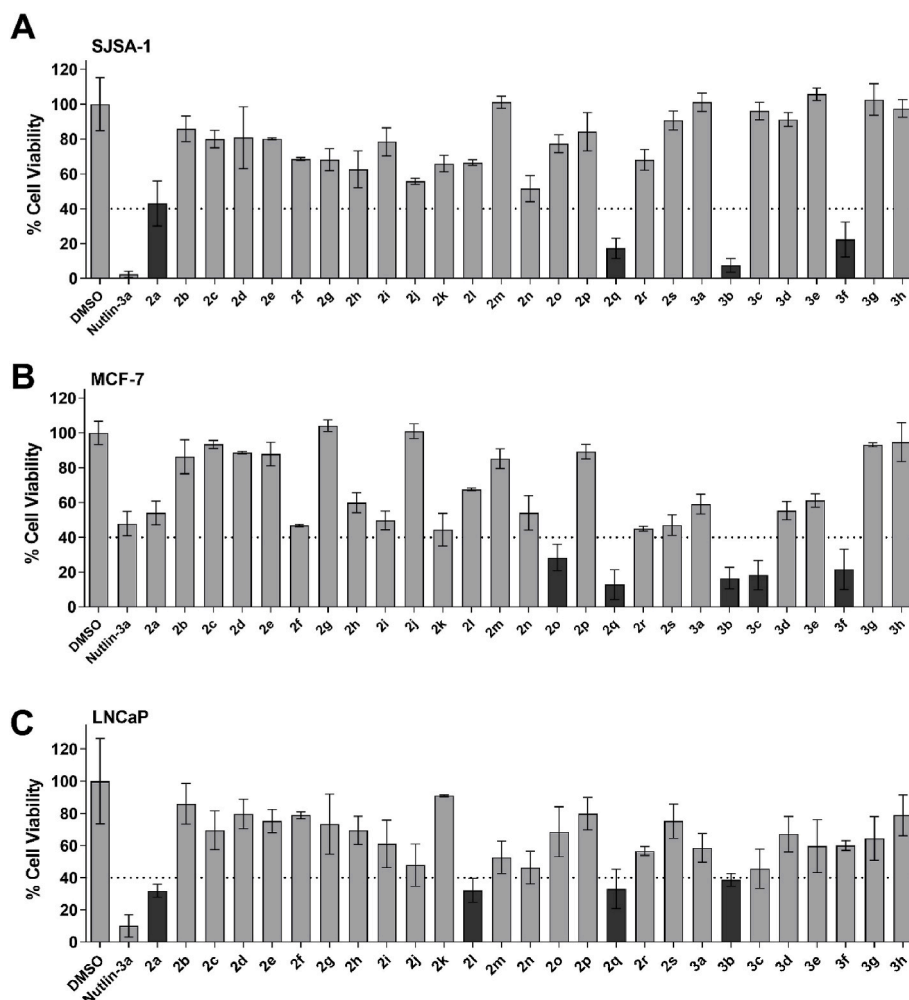 A
SJSA-1
% Cell Viability
120
100
80
60
40
20
0
DMSO Nutlin-3a 2a 2b 2c 2d 2e 2f 2g 2h 2i 2j 2k 2l 2m 2n 2o 2p 2q 2r 2s 3a 3b 3c 3d 3e 3f 3g 3h
B
MCF-7
% Cell Viability
120
100
80
60
40
20
0
DMSO Nutlin-3a 2a 2b 2c 2d 2e 2f 2g 2h 2i 2j 2k 2l 2m 2n 2o 2p 2q 2r 2s 3a 3b 3c 3d 3e 3f 3g 3h
C
LNCaP
% Cell Viability
120
100
80
60
40
20
0
DMSO Nutlin-3a 2a 2b 2c 2d 2e 2f 2g 2h 2i 2j 2k 2l 2m 2n 2o 2p 2q 2r 2s 3a 3b 3c 3d 3e 3f 3g 3h